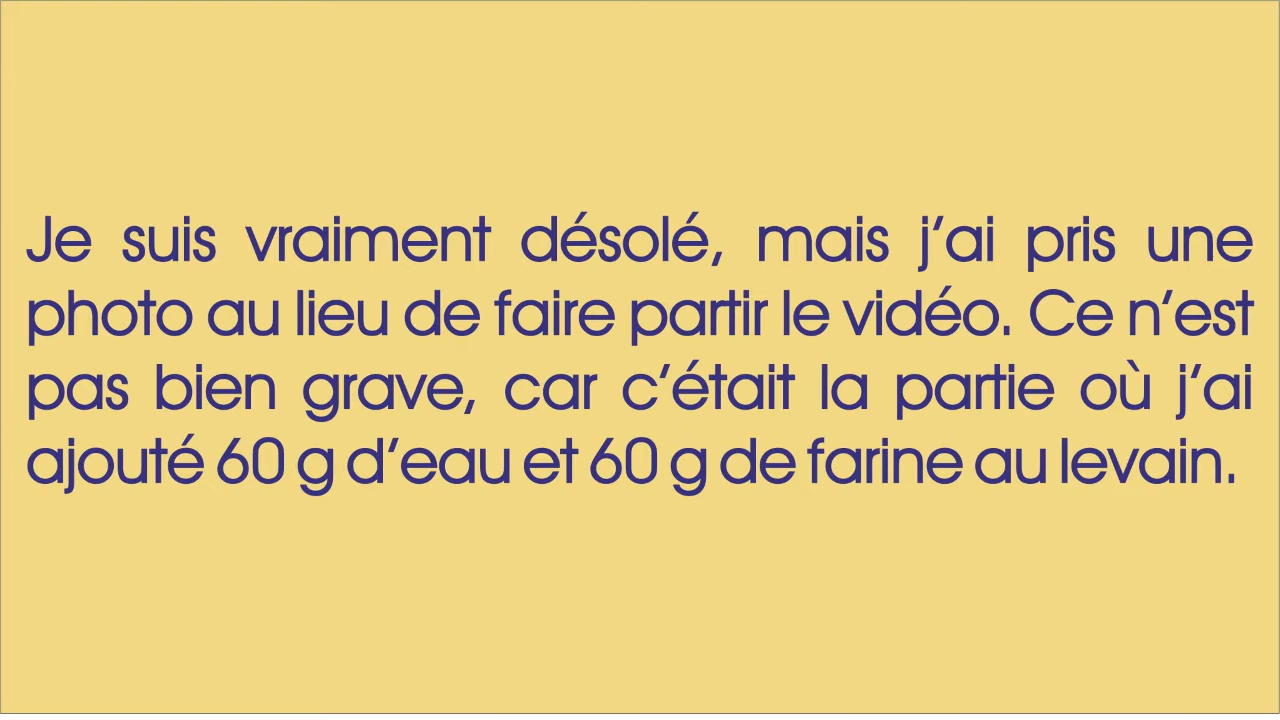 Je suis vraiment désolé, mais j’ai pris une
photo au lieu de faire partir le vidéo. Ce n’est
pas bien grave, car c’était la partie où j’ai
ajouté 60 g d’eau et 60 g de farine au levain.